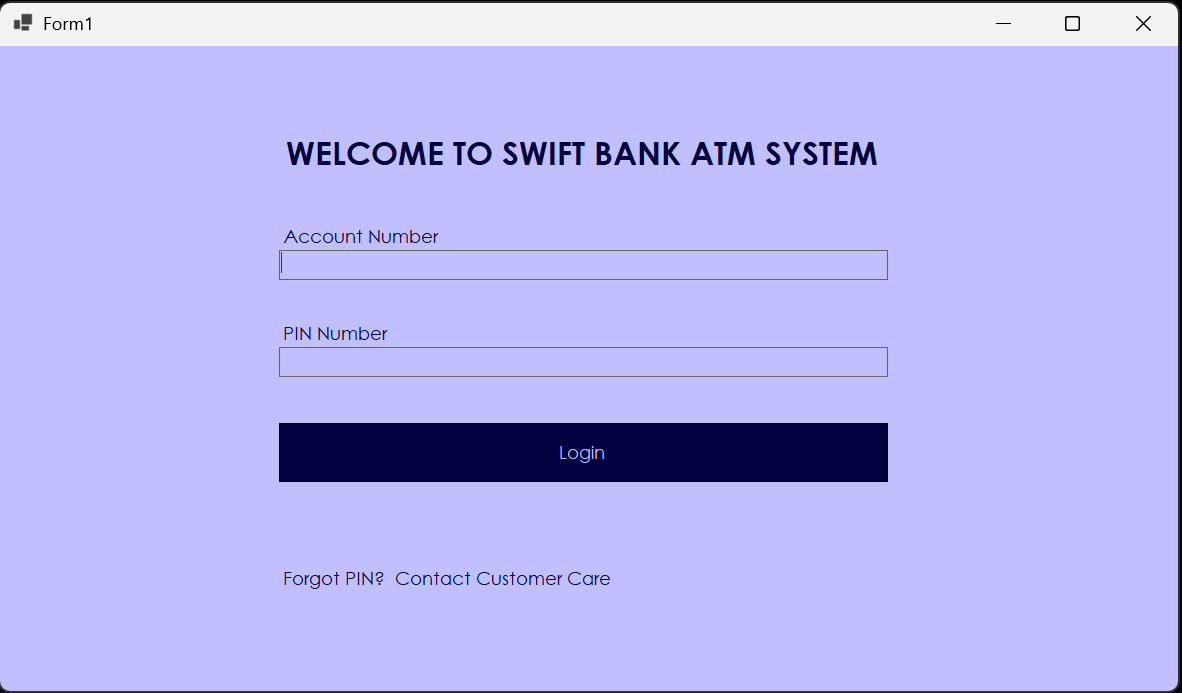 Form1
WELCOME TO SWIFT BANK ATM SYSTEM
Account Number
PIN Number
Login
Forgot PIN?  Contact Customer Care